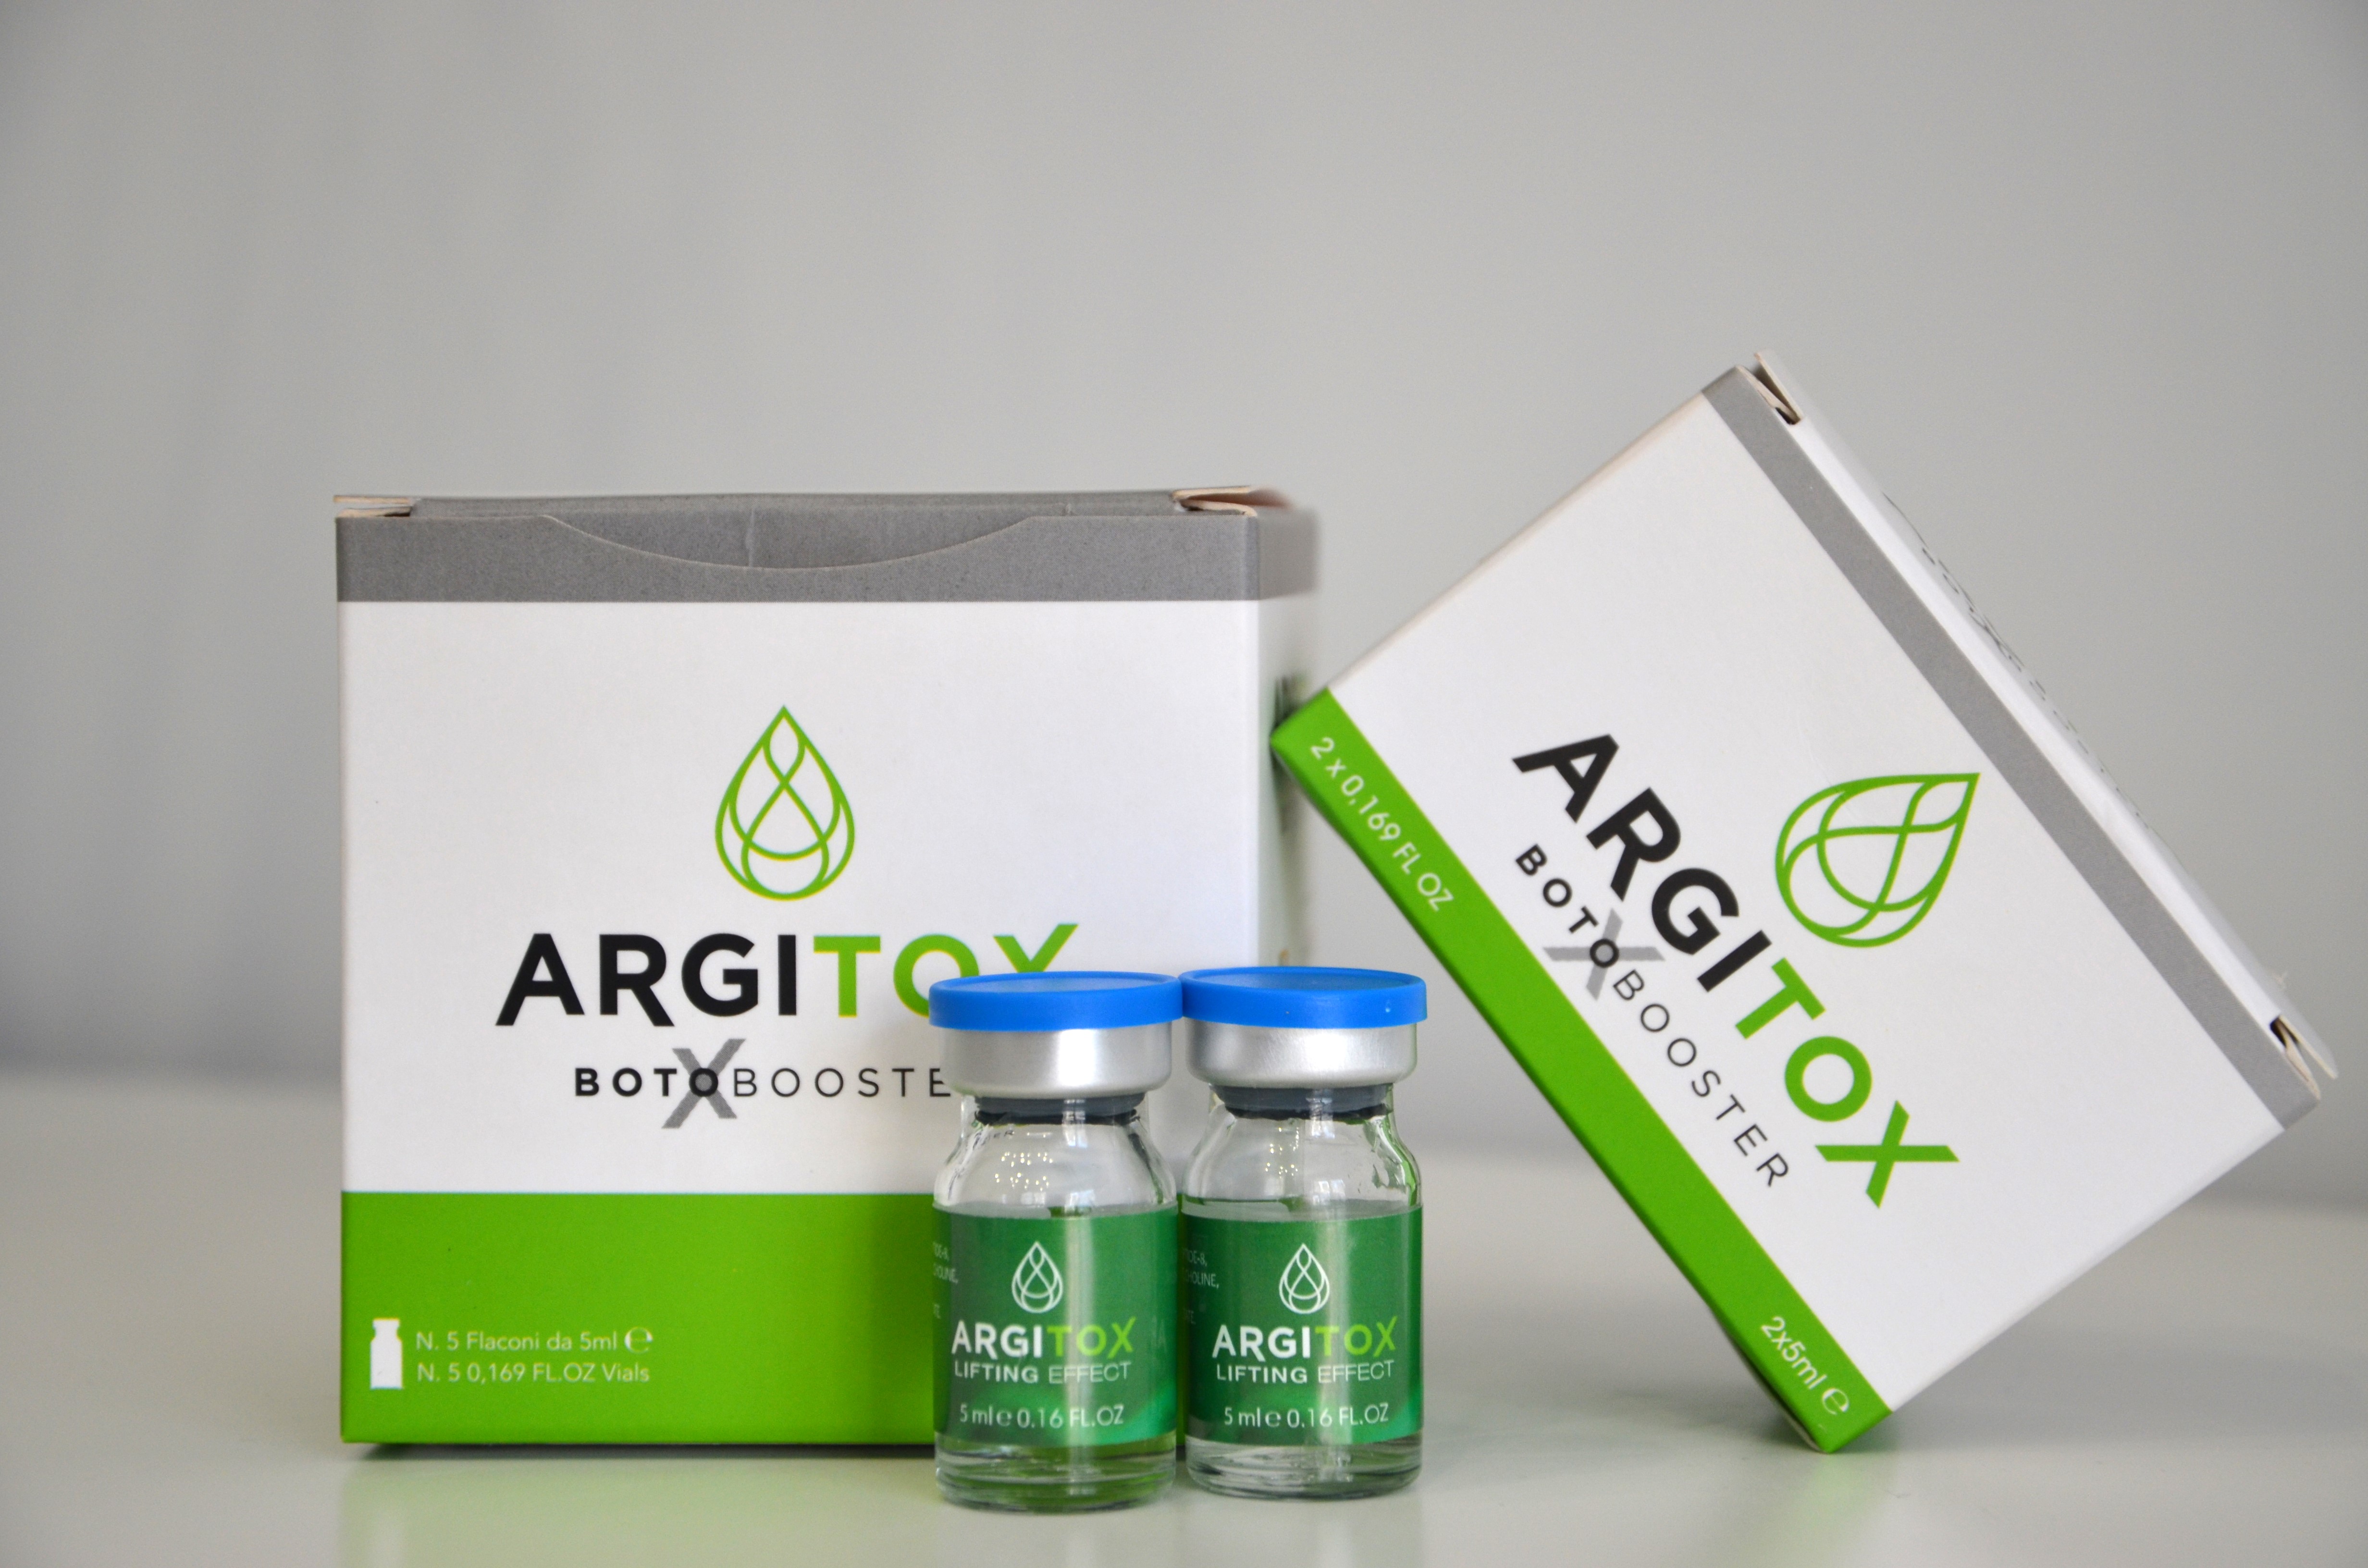 ARGITOX
BOTOXBOOSTE
N. 5 Flaconi da 5ml ℮
N. 5 0,169 FL.OZ Vials
ARGITOX
LIFTING EFFECT
5 ml ℮ 0,16 FL.OZ
ARGITOX
LIFTING EFFECT
5 ml ℮ 0,16 FL.OZ
ARGITOX
BOTOXBOOSTER
2 x 0,169 FL OZ
2x5ml ℮